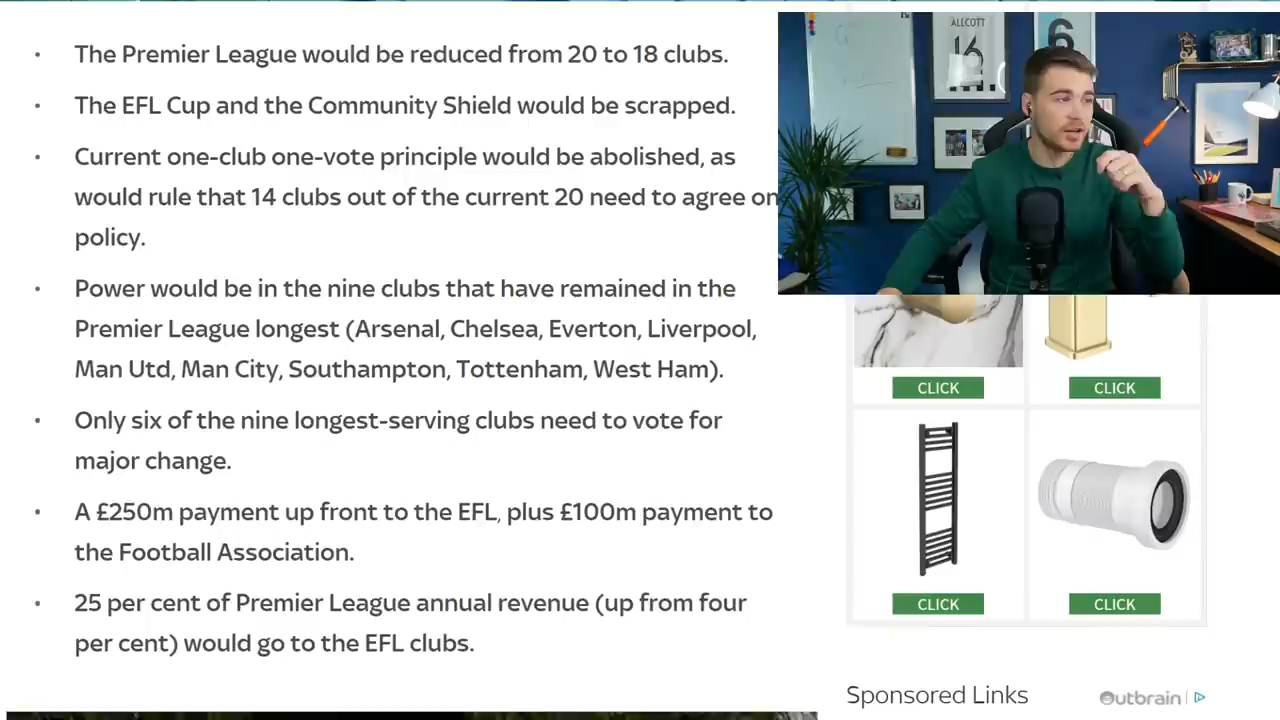 • The Premier League would be reduced from 20 to 18 clubs.
• The EFL Cup and the Community Shield would be scrapped.
• Current one-club one-vote principle would be abolished, as
would rule that 14 clubs out of the current 20 need to agree on
policy.
• Power would be in the nine clubs that have remained in the
Premier League longest (Arsenal, Chelsea, Everton, Liverpool,
Man Utd, Man City, Southampton, Tottenham, West Ham).
• Only six of the nine longest-serving clubs need to vote for
major change.
• A £250m payment up front to the EFL, plus £100m payment to
the Football Association.
• 25 per cent of Premier League annual revenue (up from four
per cent) would go to the EFL clubs.
ALLCOTT
16
6
CLICK
CLICK
CLICK
CLICK
Sponsored Links
Outbrain